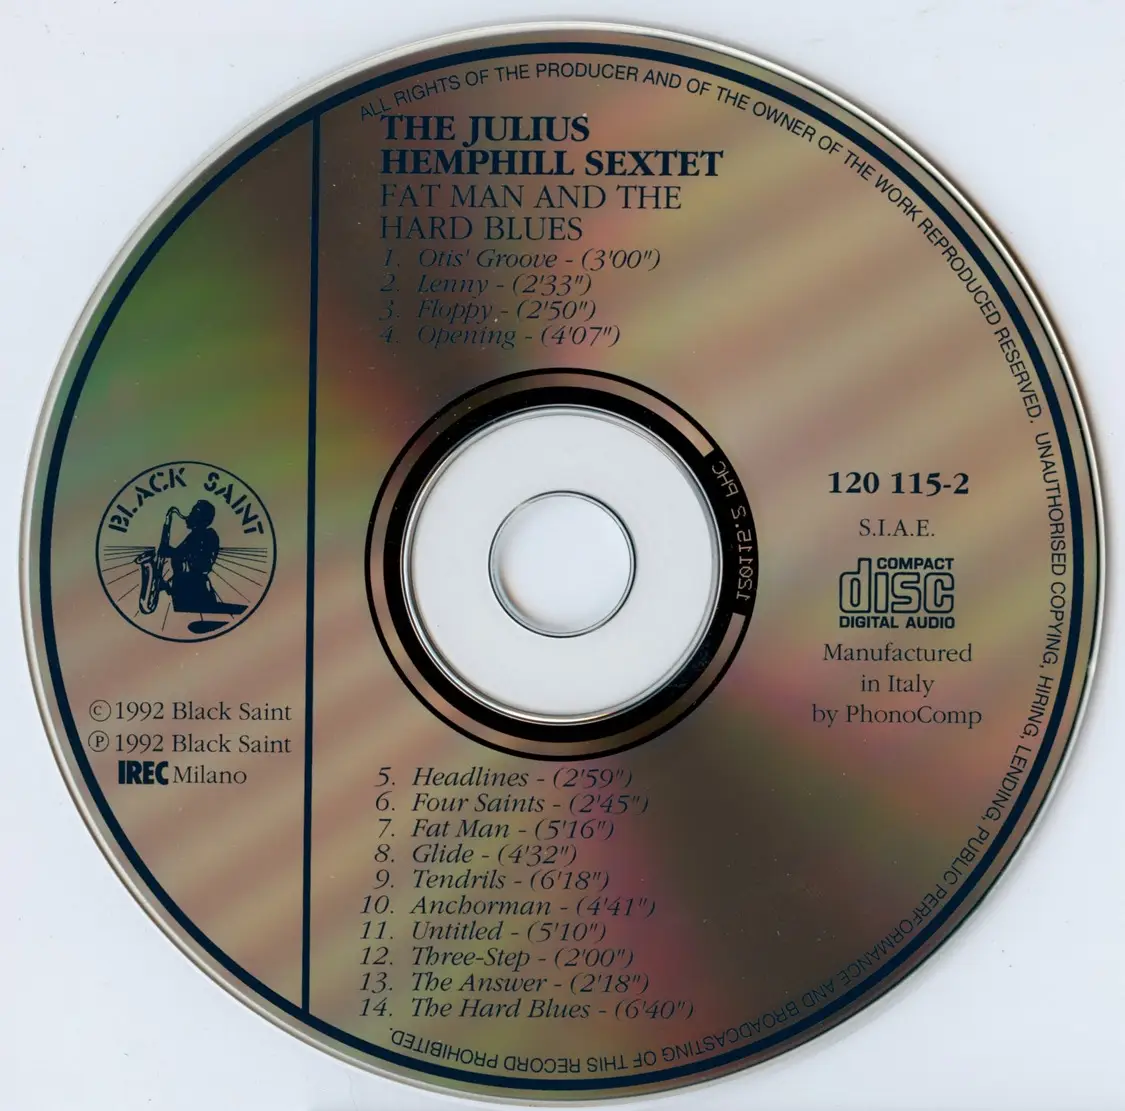 ALL RIGHTS OF THE PRODUCER AND OF THE OWNER OF THE WORK REPRODUCED RESERVED. UNAUTHORISED COPYING, HIRING, LENDING, PUBLIC PERFORMANCE AND BROADCASTING OF THIS RECORD PROHIBITED.
THE JULIUS
HEMPHILL SEXTET
FAT MAN AND THE
HARD BLUES
1. Otis' Groove - (3'00")
2. Lenny - (2'33")
3. Floppy - (2'50")
4. Opening - (4'07")
BLACK SAINT
©1992 Black Saint
℗ 1992 Black Saint
IREC Milano
120 115-2
S.I.A.E.
COMPACT
disc
DIGITAL AUDIO
Manufactured
in Italy
by PhonoComp
5. Headlines - (2'59")
6. Four Saints - (2'45")
7. Fat Man - (5'16")
8. Glide - (4'32")
9. Tendrils - (6'18")
10. Anchorman - (4'41")
11. Untitled - (5'10")
12. Three-Step - (2'00")
13. The Answer - (2'18")
14. The Hard Blues - (6'40")